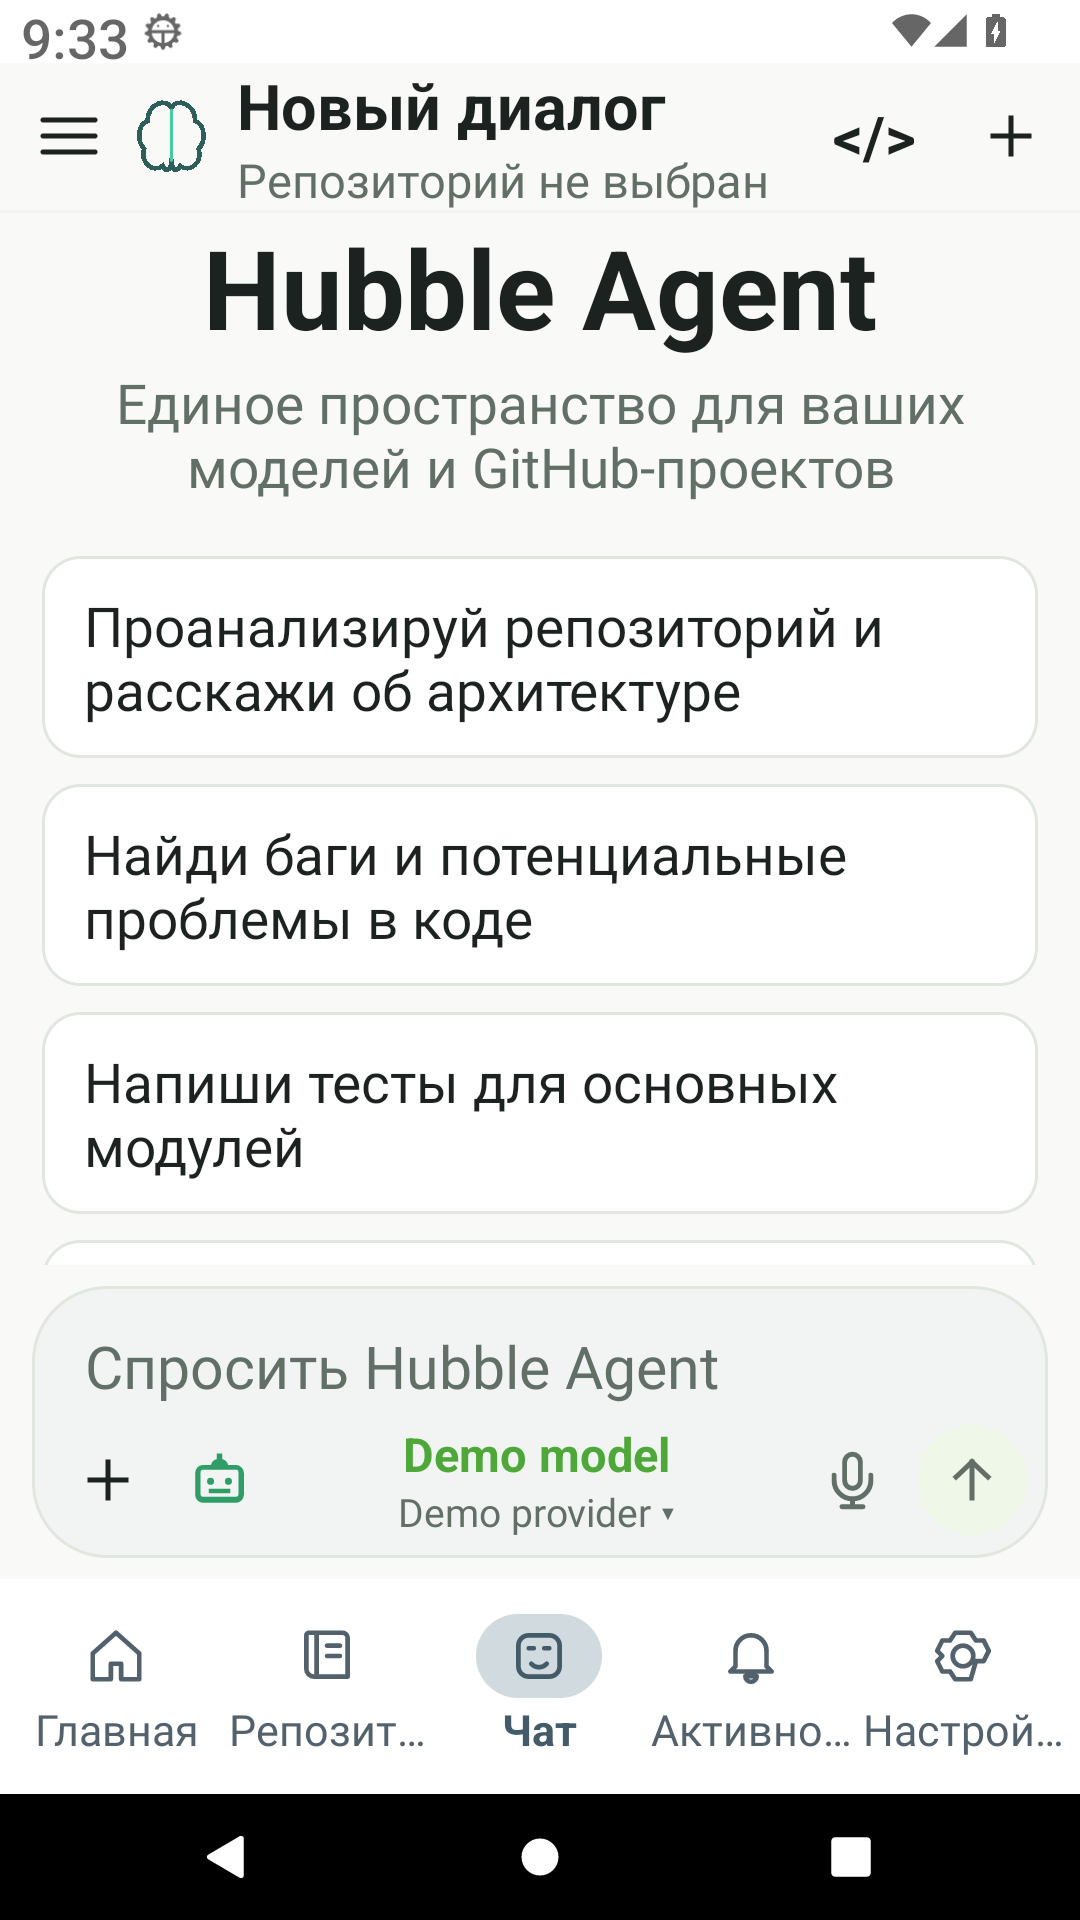 9:33
Новый диалог
Репозиторий не выбран
</>
Hubble Agent
Единое пространство для ваших
моделей и GitHub-проектов
Проанализируй репозиторий и
расскажи об архитектуре
Найди баги и потенциальные
проблемы в коде
Напиши тесты для основных
модулей
Спросить Hubble Agent
Demo model
Demo provider ▾
Главная
Репозит…
Чат
Активно…
Настрой…